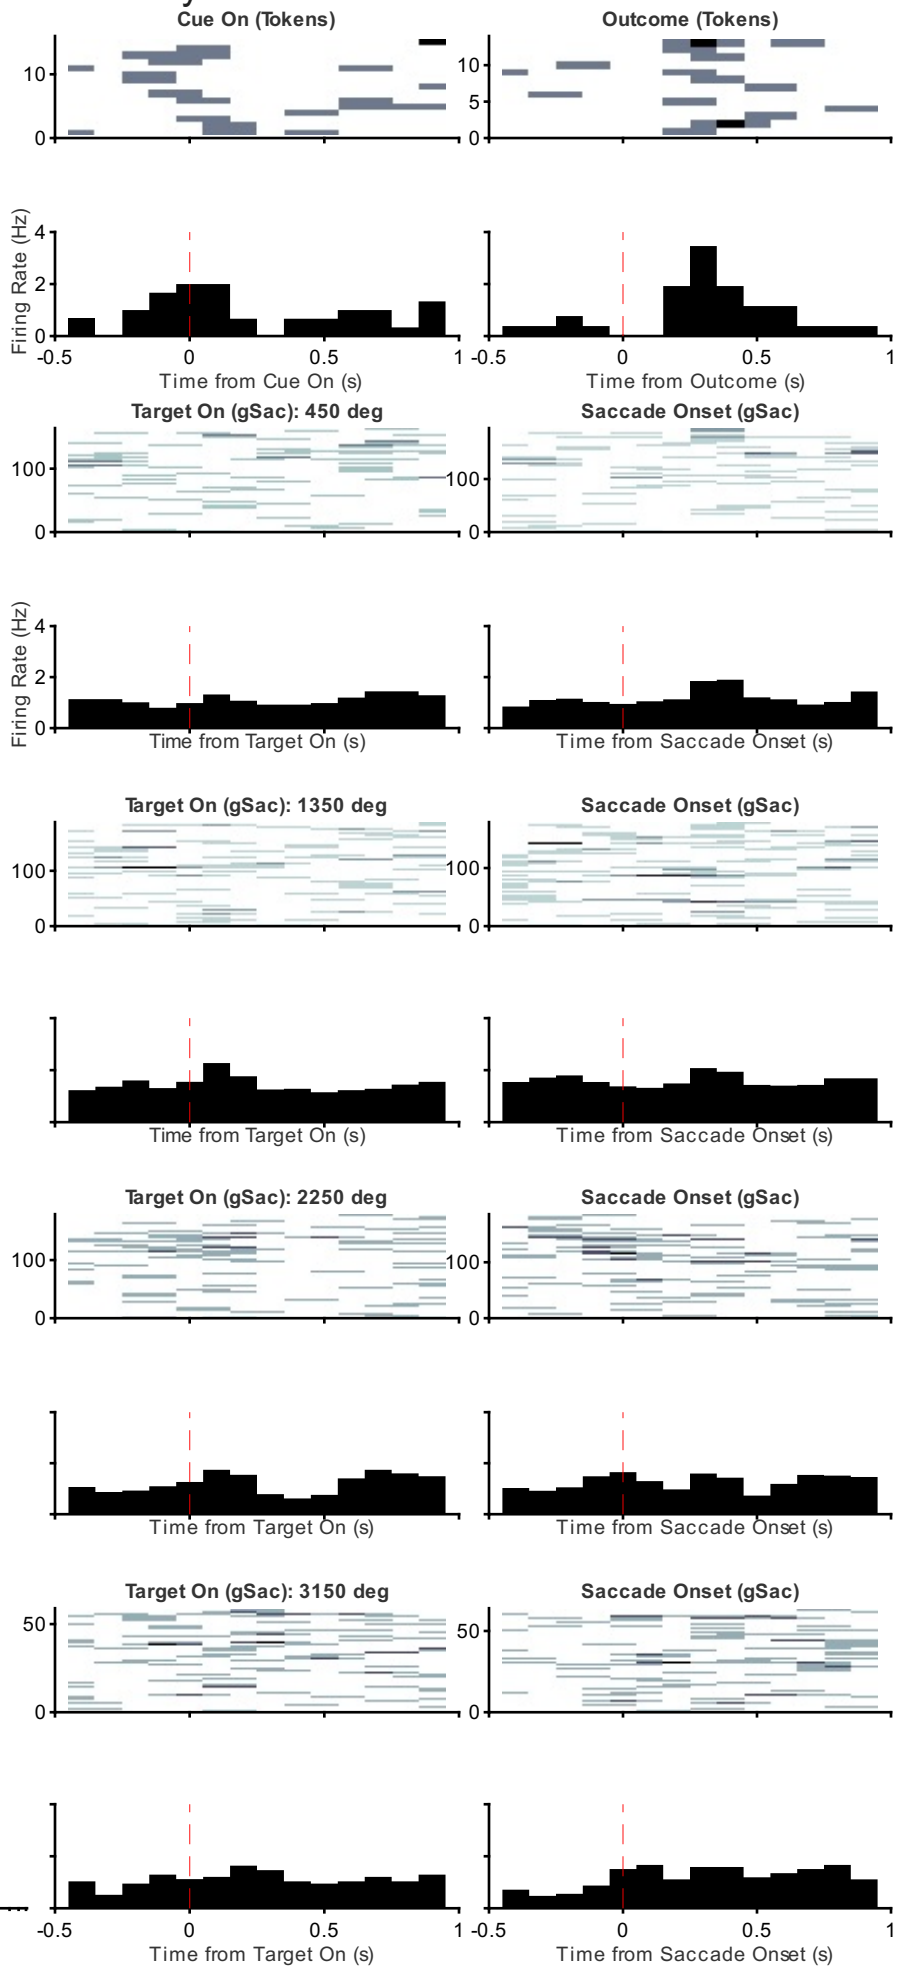 Cue On (Tokens) Outcome (Tokens)
10 10
5
0 0
Firing Rate (Hz)
4
2
0
-0.5 0 0.5 1 -0.5 0 0.5 1
Time from Cue On (s) Time from Outcome (s)
Target On (gSac): 450 deg Saccade Onset (gSac)
100 100
0 0
Firing Rate (Hz)
4
2
0
Time from Target On (s) Time from Saccade Onset (s)
Target On (gSac): 1350 deg Saccade Onset (gSac)
100 100
0 0
Time from Target On (s) Time from Saccade Onset (s)
Target On (gSac): 2250 deg Saccade Onset (gSac)
100 100
0 0
Time from Target On (s) Time from Saccade Onset (s)
Target On (gSac): 3150 deg Saccade Onset (gSac)
50 50
0 0
-0.5 0 0.5 1 -0.5 0 0.5 1
Time from Target On (s) Time from Saccade Onset (s)